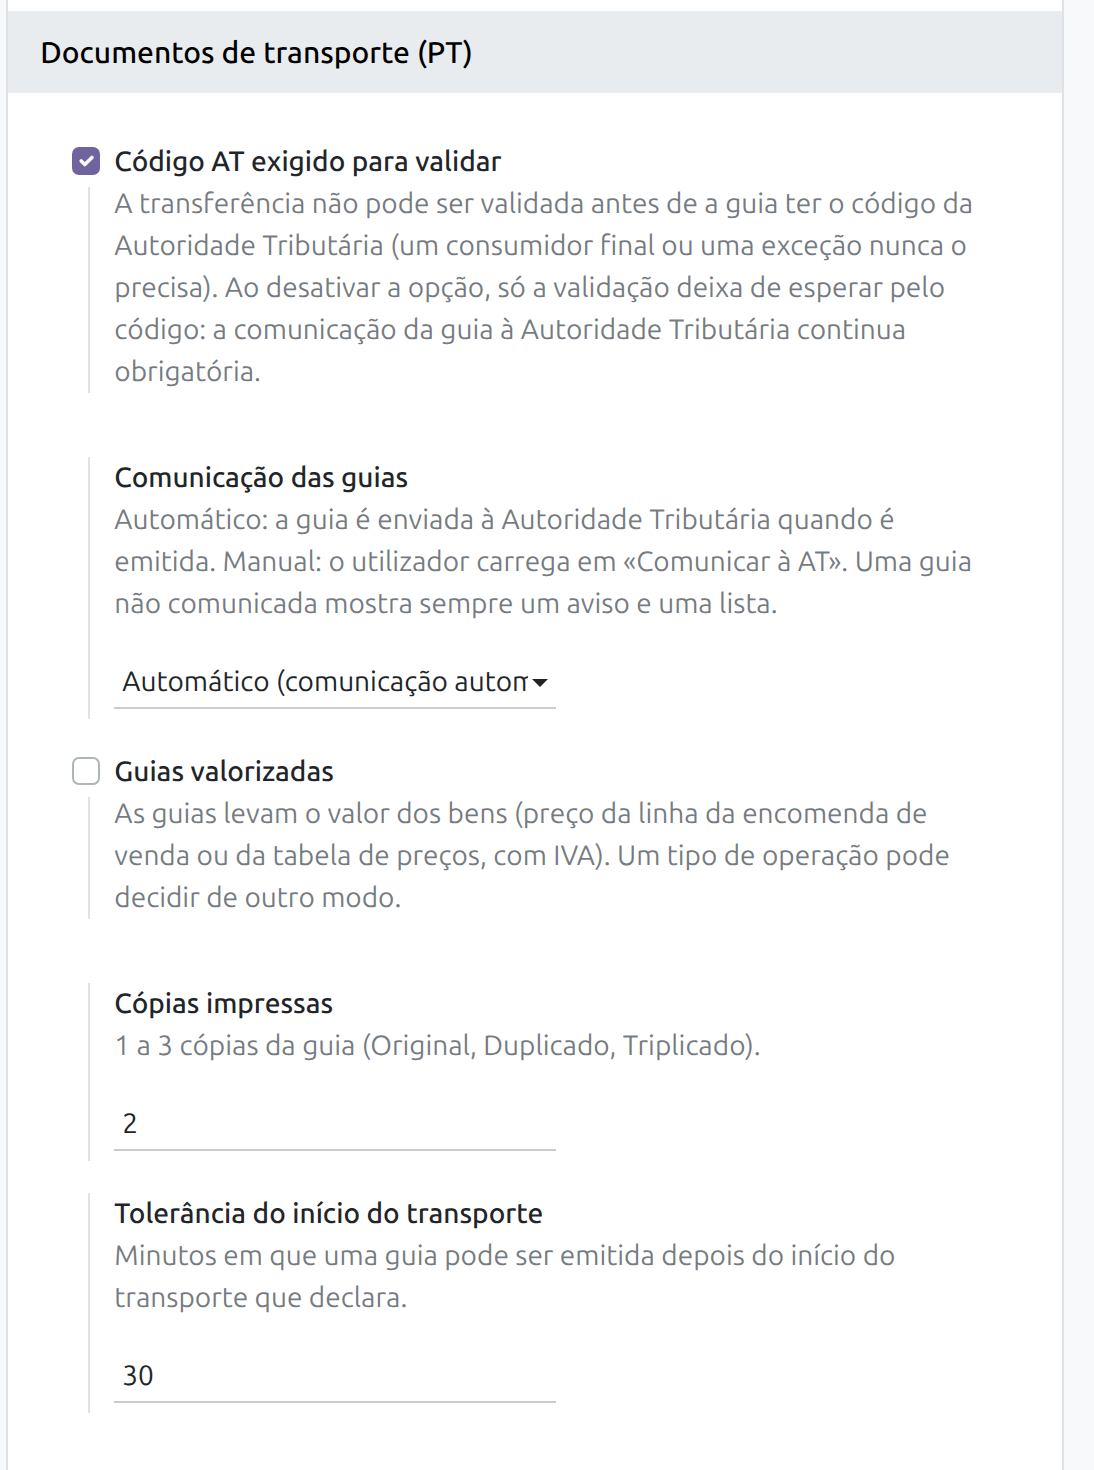 Documentos de transporte (PT)
Código AT exigido para validar
A transferência não pode ser validada antes de a guia ter o código da
Autoridade Tributária (um consumidor final ou uma exceção nunca o
precisa). Ao desativar a opção, só a validação deixa de esperar pelo
código: a comunicação da guia à Autoridade Tributária continua
obrigatória.
Comunicação das guias
Automático: a guia é enviada à Autoridade Tributária quando é
emitida. Manual: o utilizador carrega em «Comunicar à AT». Uma guia
não comunicada mostra sempre um aviso e uma lista.
Automático (comunicação autom
Guias valorizadas
As guias levam o valor dos bens (preço da linha da encomenda de
venda ou da tabela de preços, com IVA). Um tipo de operação pode
decidir de outro modo.
Cópias impressas
1 a 3 cópias da guia (Original, Duplicado, Triplicado).
2
Tolerância do início do transporte
Minutos em que uma guia pode ser emitida depois do início do
transporte que declara.
30